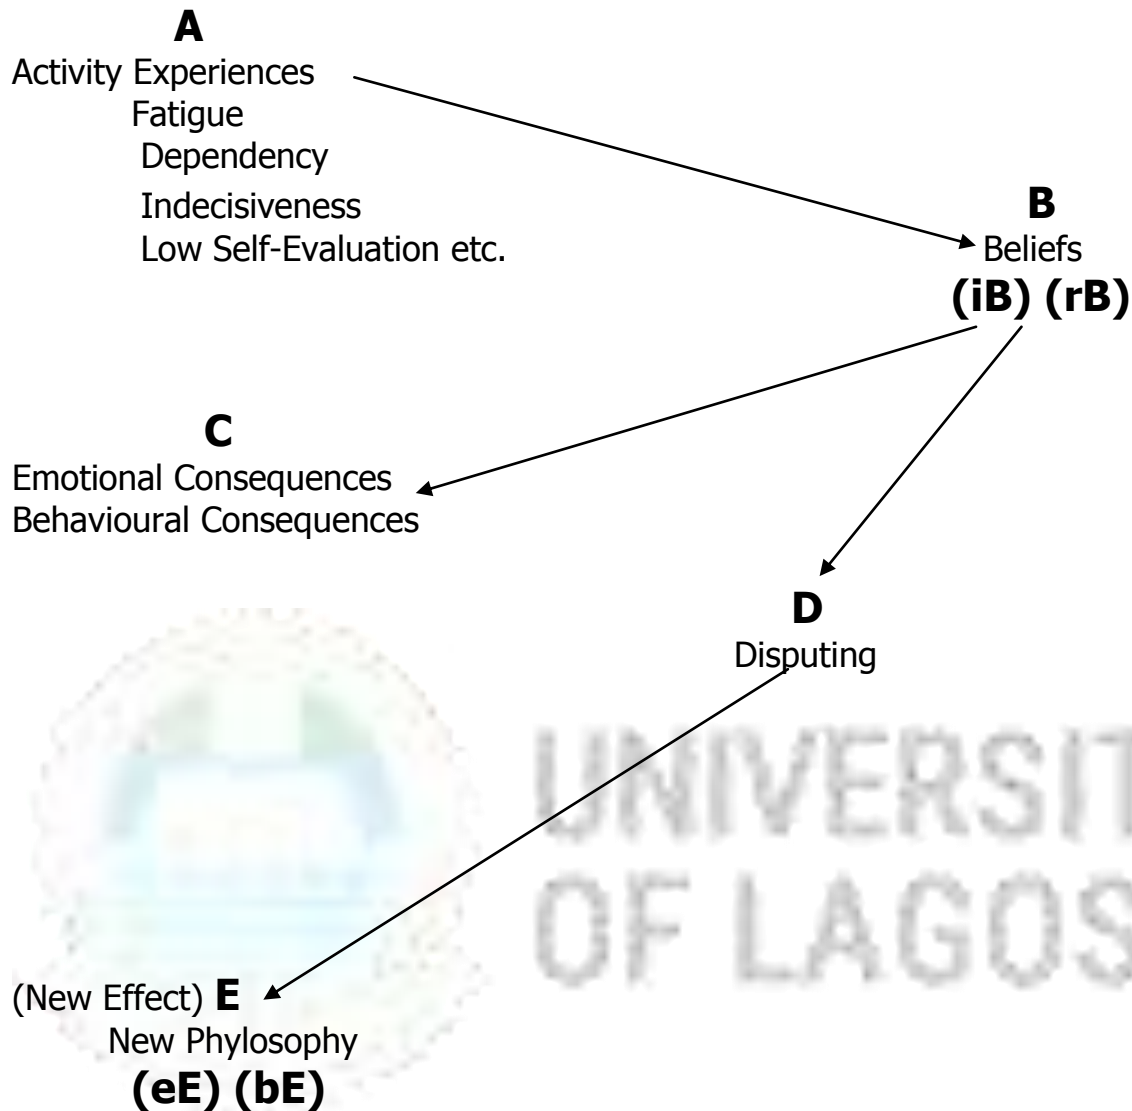 A
Activity Experiences
Fatigue
Dependency
Indecisiveness
Low Self-Evaluation etc.
B
Beliefs
(iB) (rB)
C
Emotional Consequences
Behavioural Consequences
D
Disputing
UNIVERSIT
OF LAGOS
(New Effect) E
New Phylosophy
(eE) (bE)